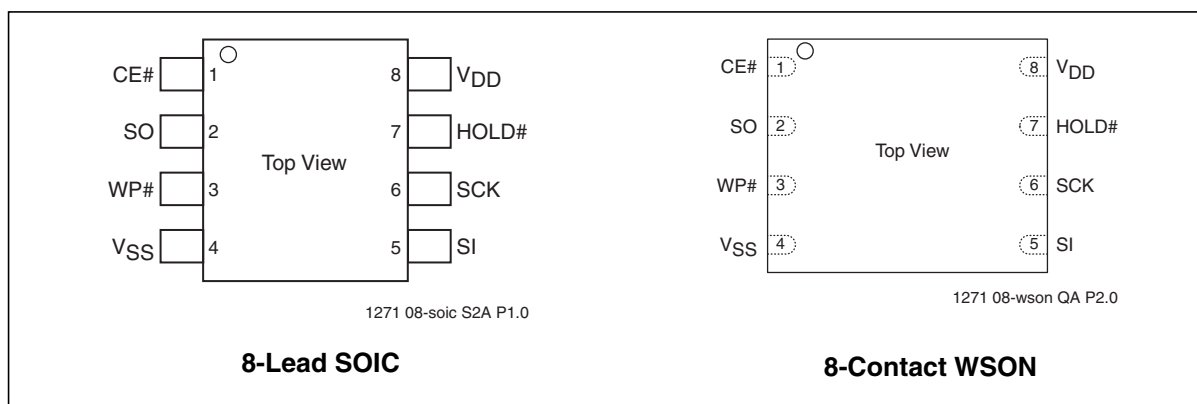 CE# 1 8 VDD
SO 2 7 HOLD#
Top View
WP# 3 6 SCK
VSS 4 5 SI
1271 08-soic S2A P1.0
8-Lead SOIC
CE# 1 8 VDD
SO 2 7 HOLD#
Top View
WP# 3 6 SCK
VSS 4 5 SI
1271 08-wson QA P2.0
8-Contact WSON